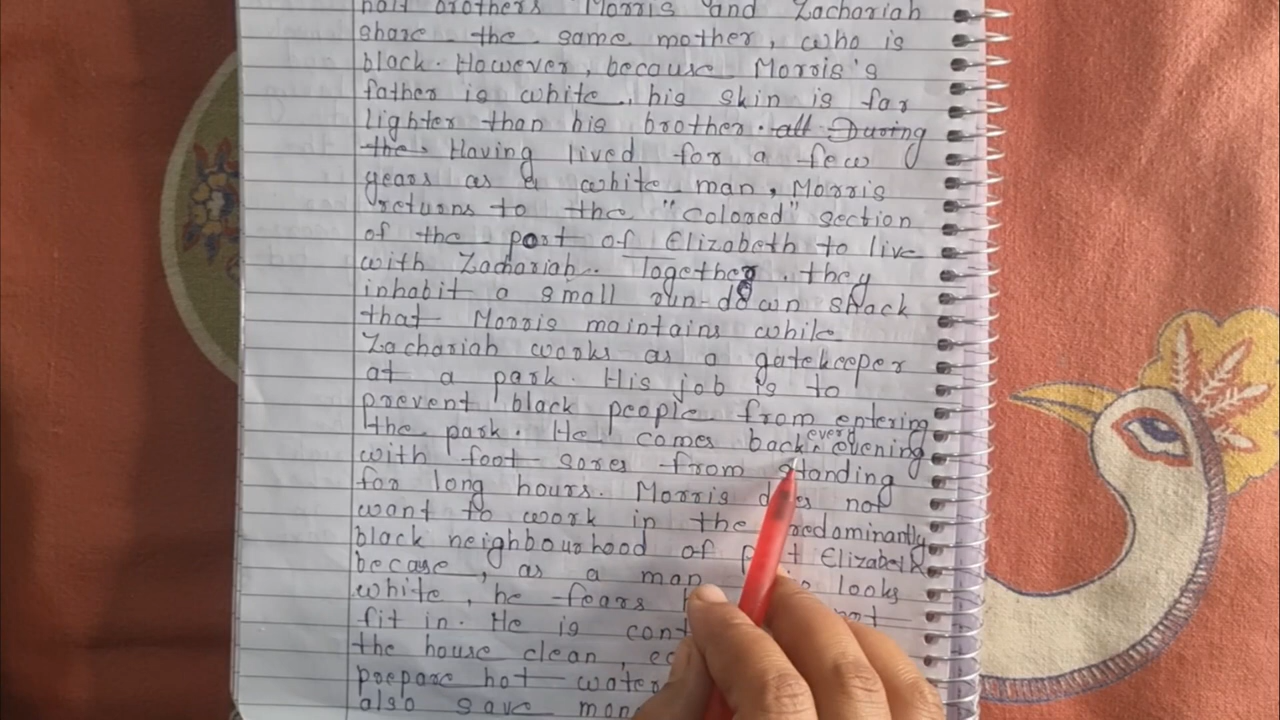 half brothers Morris and Zachariah
share the same mother, who is
black. However, because Morris's
father is white, his skin is far
lighter than his brother. all During
the. Having lived for a few
years as a white man, Morris
returns to the "colored" section
of the port of Elizabeth to live
with Zachariah. Together, they
inhabit a small run-down shack
that Morris maintains while
Zachariah works as a gatekeeper
at a park. His job is to
prevent black people from entering
the park. He comes back every evening
with foot sores from standing
for long hours. Morris does not
want to work in the predominantly
black neighbourhood of Elizabeth
becase, as a man looks
white, he fears not
fit in. He is
the house clean,
prepare hot water
also save